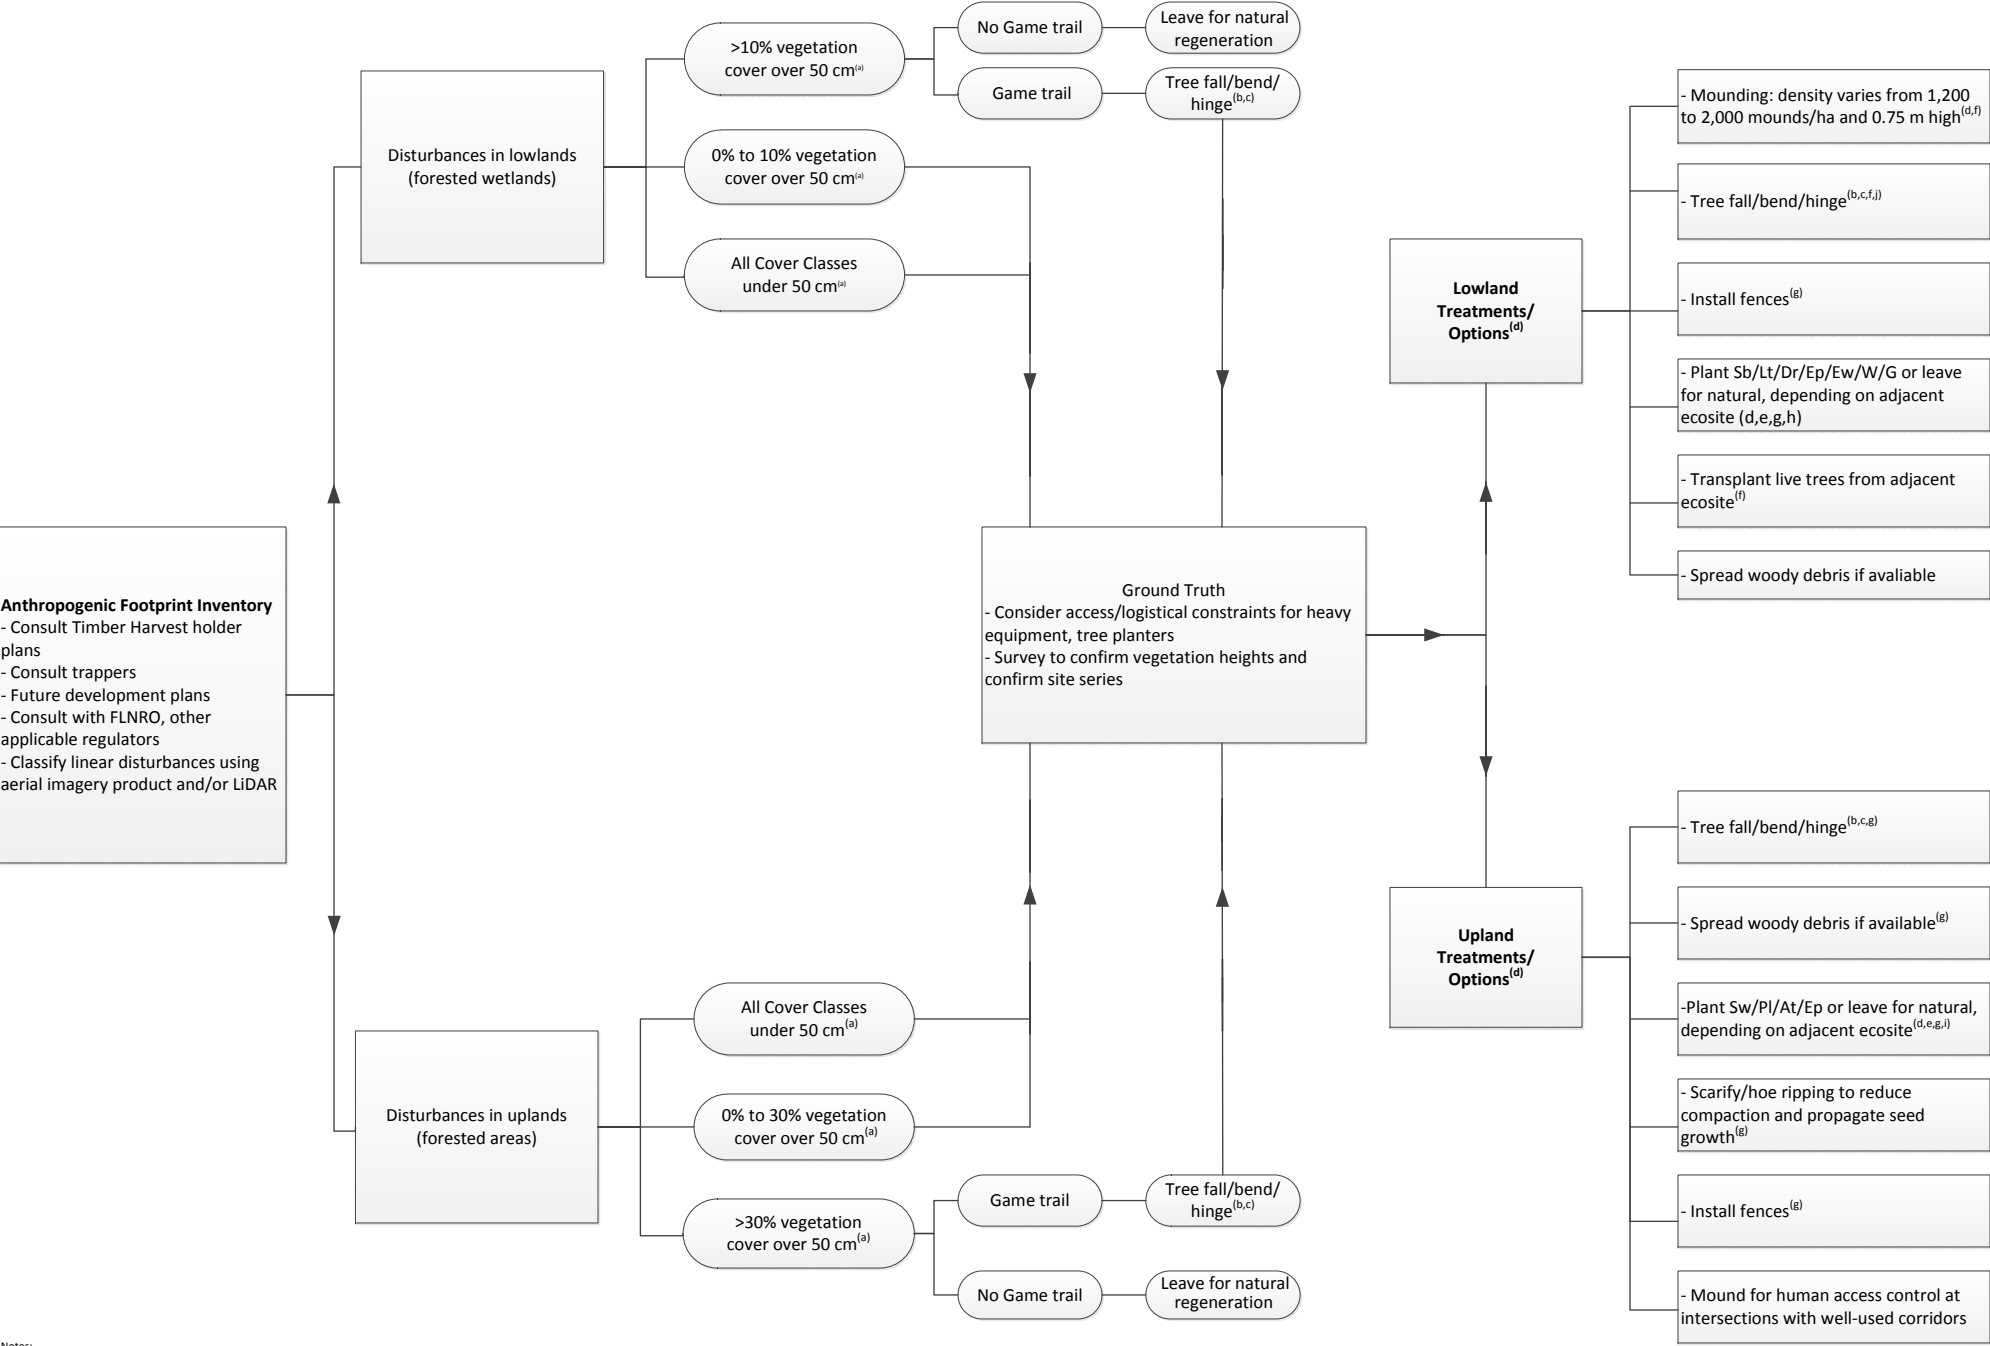 Anthropogenic Footprint Inventory
- Consult Timber Harvest holder
plans
- Consult trappers
- Future development plans
- Consult with FLNRO, other
applicable regulators
- Classify linear disturbances using
aerial imagery product and/or LiDAR
Disturbances in lowlands
(forested wetlands)
>10% vegetation
cover over 50 cm(a)
0% to 10% vegetation
cover over 50 cm(a)
All Cover Classes
under 50 cm(a)
No Game trail
Leave for natural
regeneration
Game trail
Tree fall/bend/
hinge(b,c)
Disturbances in uplands
(forested areas)
All Cover Classes
under 50 cm(a)
0% to 30% vegetation
cover over 50 cm(a)
>30% vegetation
cover over 50 cm(a)
Game trail
Tree fall/bend/
hinge(b,c)
No Game trail
Leave for natural
regeneration
Ground Truth
- Consider access/logistical constraints for heavy
equipment, tree planters
- Survey to confirm vegetation heights and
confirm site series
Lowland
Treatments/
Options(d)
- Mounding: density varies from 1,200
to 2,000 mounds/ha and 0.75 m high(d,f)
- Tree fall/bend/hinge(b,c,f,j)
- Install fences(g)
- Plant Sb/Lt/Dr/Ep/Ew/W/G or leave
for natural, depending on adjacent
ecosite (d,e,g,h)
- Transplant live trees from adjacent
ecosite(f)
- Spread woody debris if avaliable
Upland
Treatments/
Options(d)
- Tree fall/bend/hinge(b,c,g)
- Spread woody debris if available(g)
-Plant Sw/Pl/At/Ep or leave for natural,
depending on adjacent ecosite(d,e,g,i)
- Scarify/hoe ripping to reduce
compaction and propagate seed
growth(g)
- Install fences(g)
- Mound for human access control at
intersections with well-used corridors
Notes: